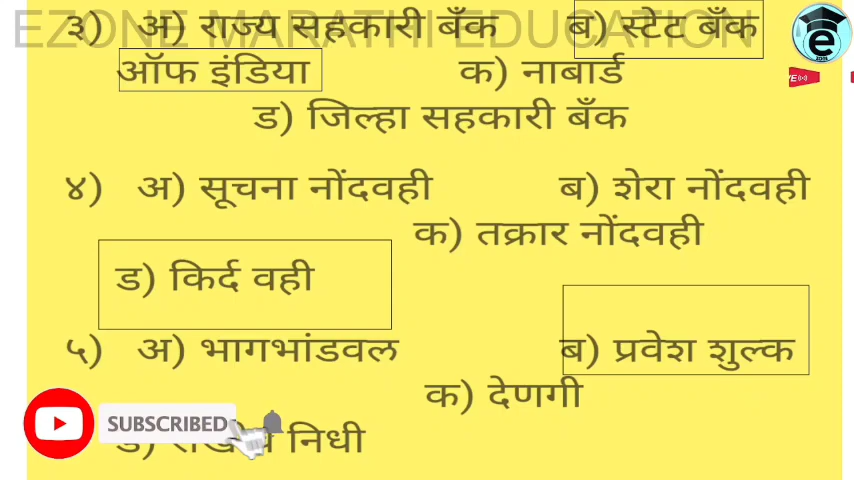 EZONE MARATHI EDUCATION
३) अ) राज्य सहकारी बँक ब) स्टेट बँक
ऑफ इंडिया क) नाबार्ड
ड) जिल्हा सहकारी बँक
४) अ) सूचना नोंदवही ब) शेरा नोंदवही
क) तक्रार नोंदवही
ड) किर्द वही
५) अ) भागभांडवल ब) प्रवेश शुल्क
क) देणगी
SUBSCRIBED
ड) निधी